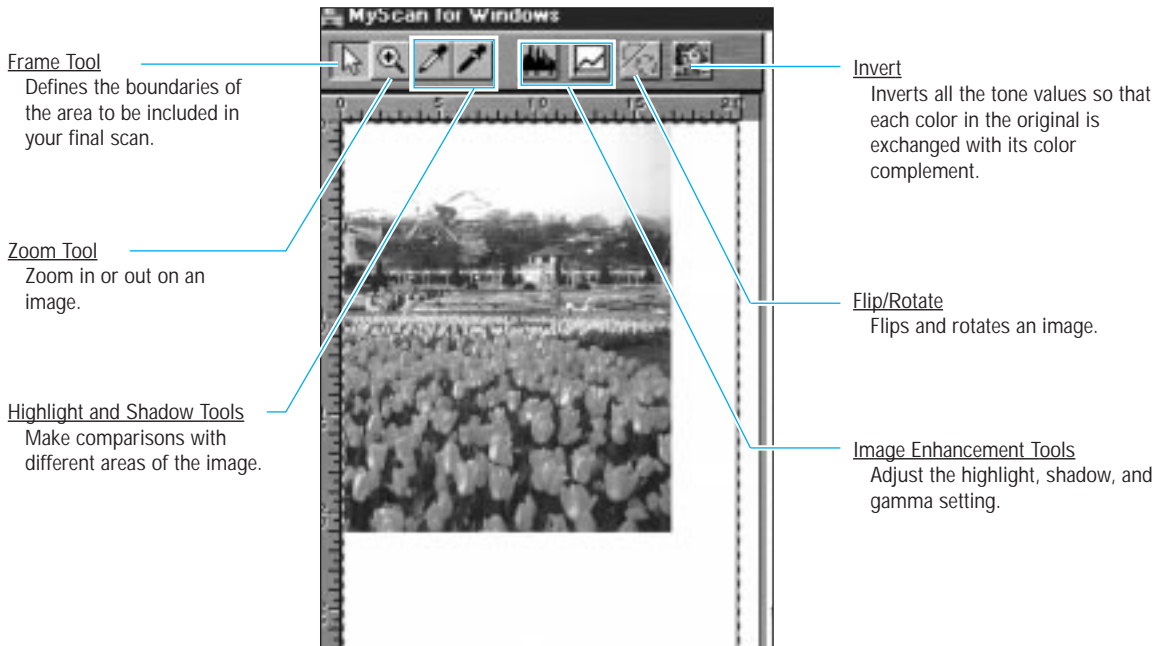 MyScan for Windows
Frame Tool
Defines the boundaries of
the area to be included in
your final scan.
Zoom Tool
Zoom in or out on an
image.
Highlight and Shadow Tools
Make comparisons with
different areas of the image.
Invert
Inverts all the tone values so that
each color in the original is
exchanged with its color
complement.
Flip/Rotate
Flips and rotates an image.
Image Enhancement Tools
Adjust the highlight, shadow, and
gamma setting.
0 5 10 15